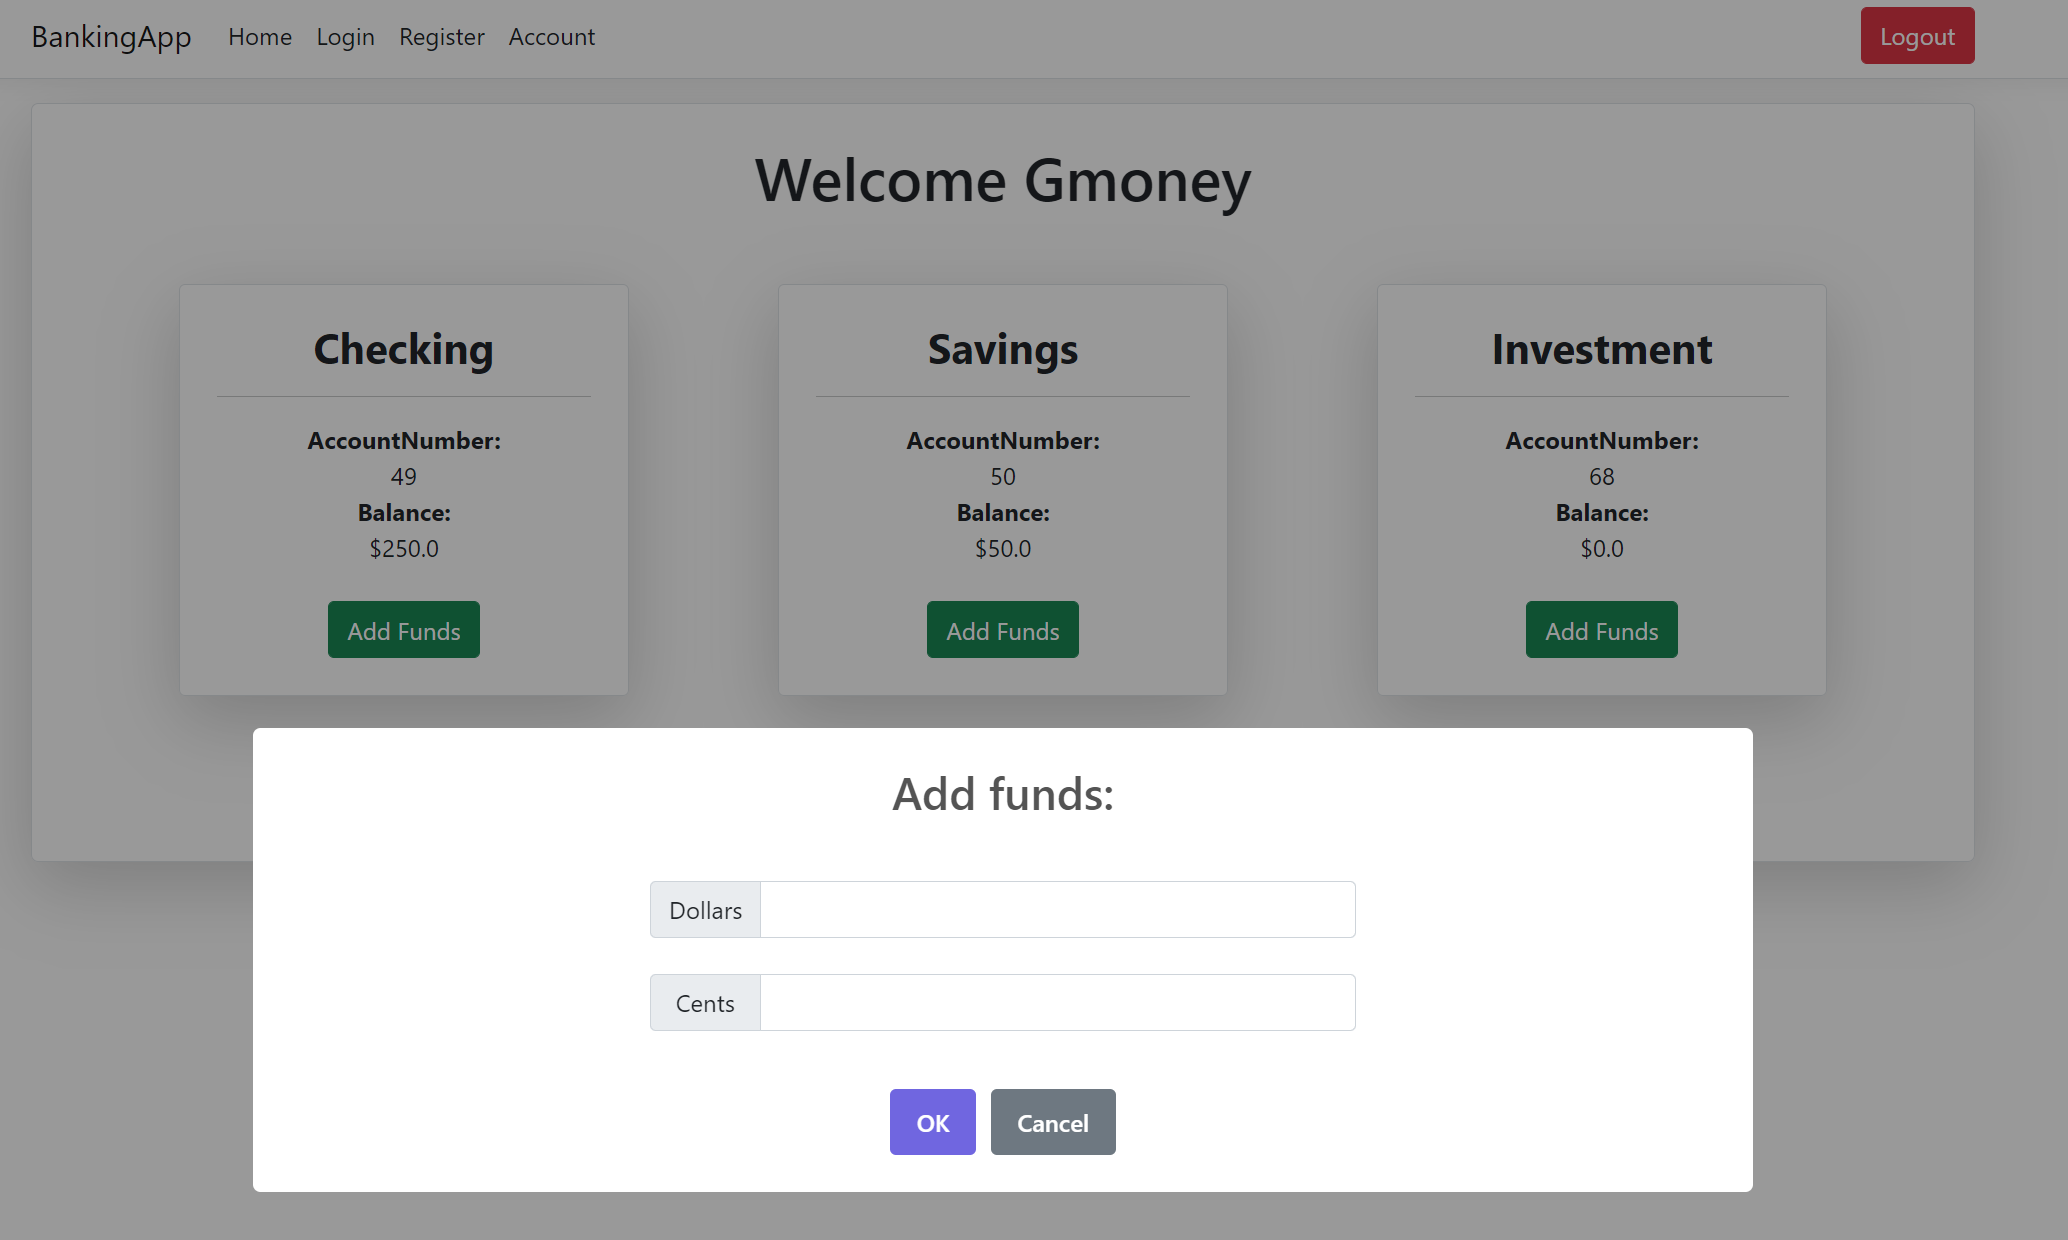 BankingApp Home Login Register Account Logout
Welcome Gmoney
Checking
AccountNumber:
49
Balance:
$250.0
Add Funds
Savings
AccountNumber:
50
Balance:
$50.0
Add Funds
Investment
AccountNumber:
68
Balance:
$0.0
Add Funds
Add funds:
Dollars
Cents
OK Cancel